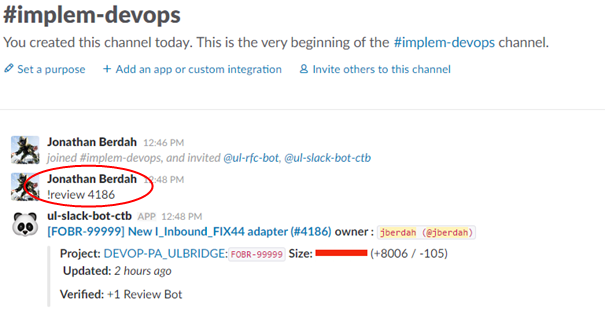 #implem-devops
You created this channel today. This is the very beginning of the #implem-devops channel.
Set a purpose + Add an app or custom integration Invite others to this channel
Jonathan Berdah 12:46 PM
joined #implem-devops, and invited @ul-rfc-bot, @ul-slack-bot-ctb
Jonathan Berdah 12:48 PM
!review 4186
ul-slack-bot-ctb APP 12:48 PM
[FOBR-99999] New I_Inbound_FIX44 adapter (#4186) owner : jberdah (@jberdah)
Project: DEVOP-PA_ULBRIDGE:FOBR-99999 Size: (+8006 / -105)
Updated: 2 hours ago
Verified: +1 Review Bot